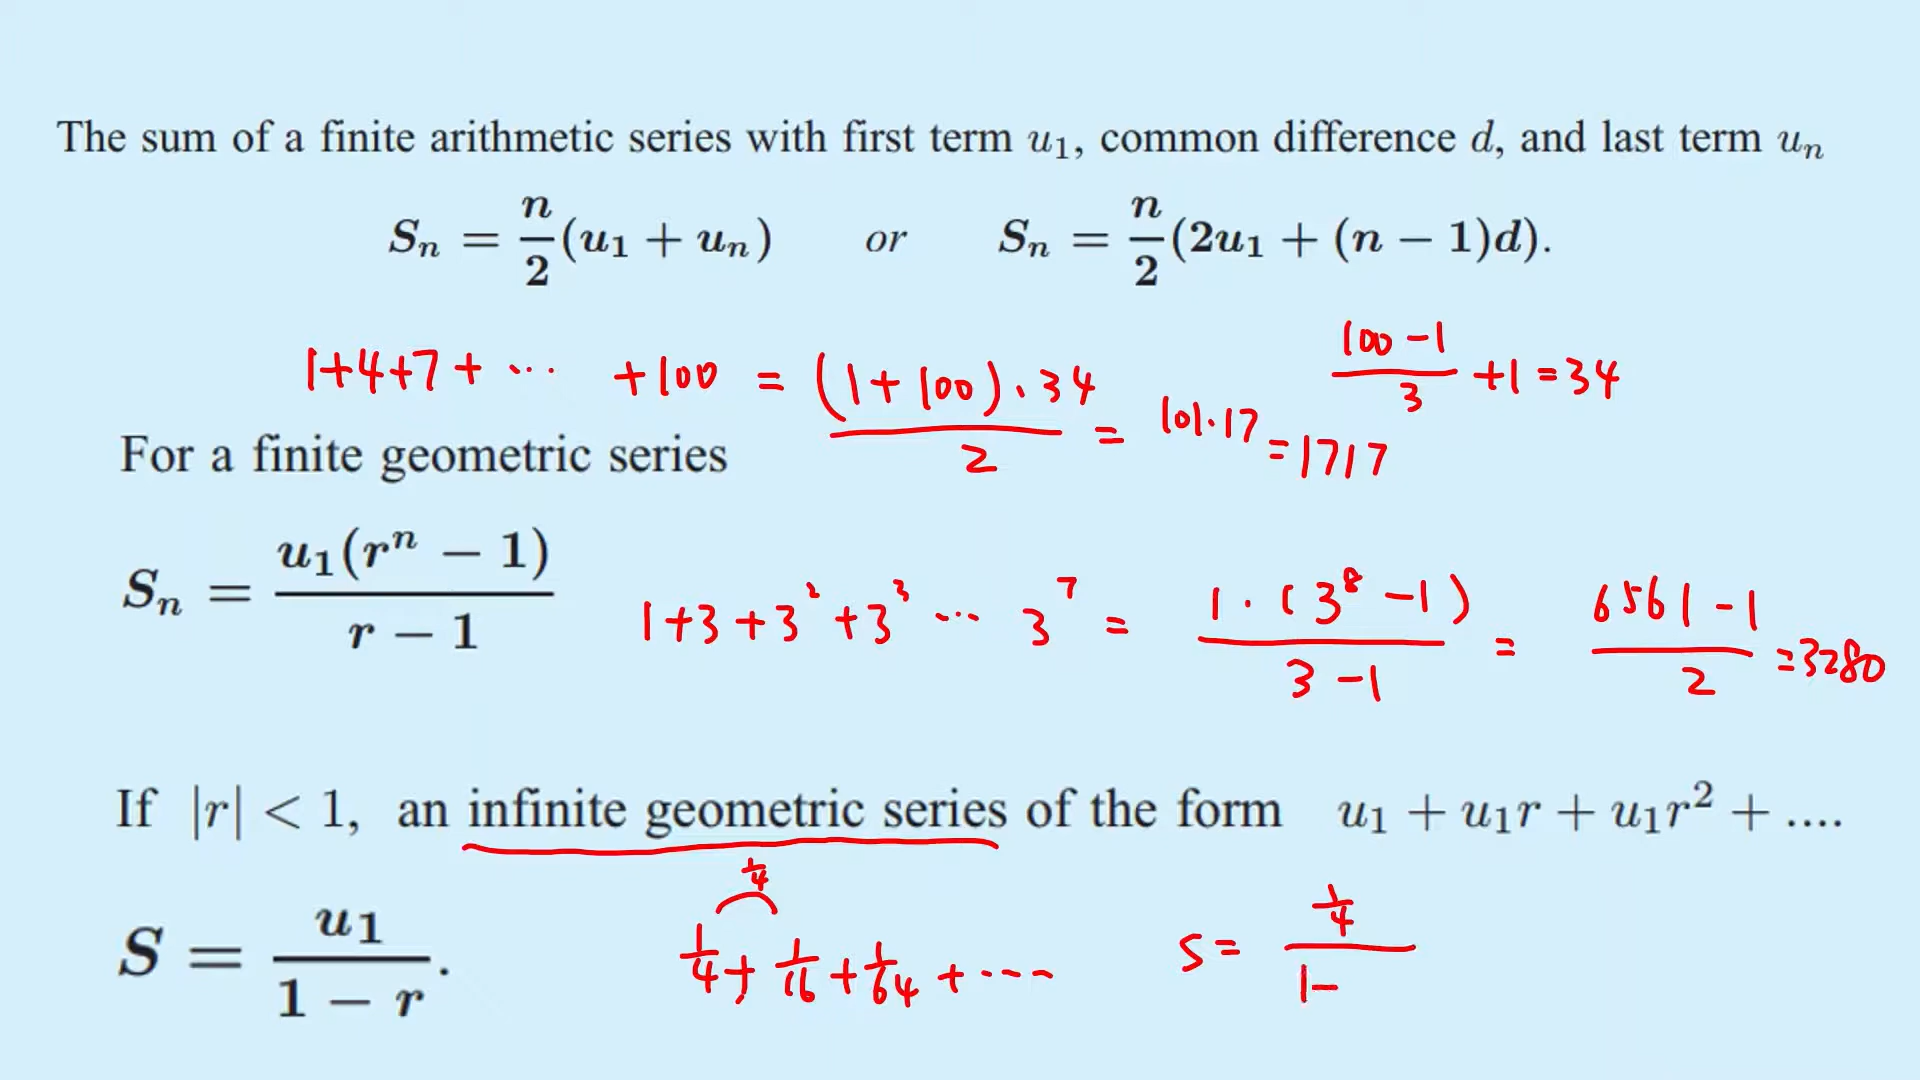 The sum of a finite arithmetic series with first term u₁, common difference d, and last term uₙ
Sₙ = n/2 (u₁ + uₙ) or Sₙ = n/2 (2u₁ + (n − 1)d).
1+4+7+ ... +100 = (1+100)·34 / 2 = 101·17 = 1717
(100−1)/3 +1 = 34
For a finite geometric series
Sₙ = u₁(rⁿ − 1) / (r − 1)
1+3+3²+3³ ... 3⁷ = 1·(3⁸−1) / (3−1) = (6561−1)/2 = 3280
If |r| < 1, an infinite geometric series of the form u₁ + u₁r + u₁r² + ....
S = u₁ / (1 − r).
1/4
1/4 + 1/16 + 1/64 + ...
S = 1/4 / 1−